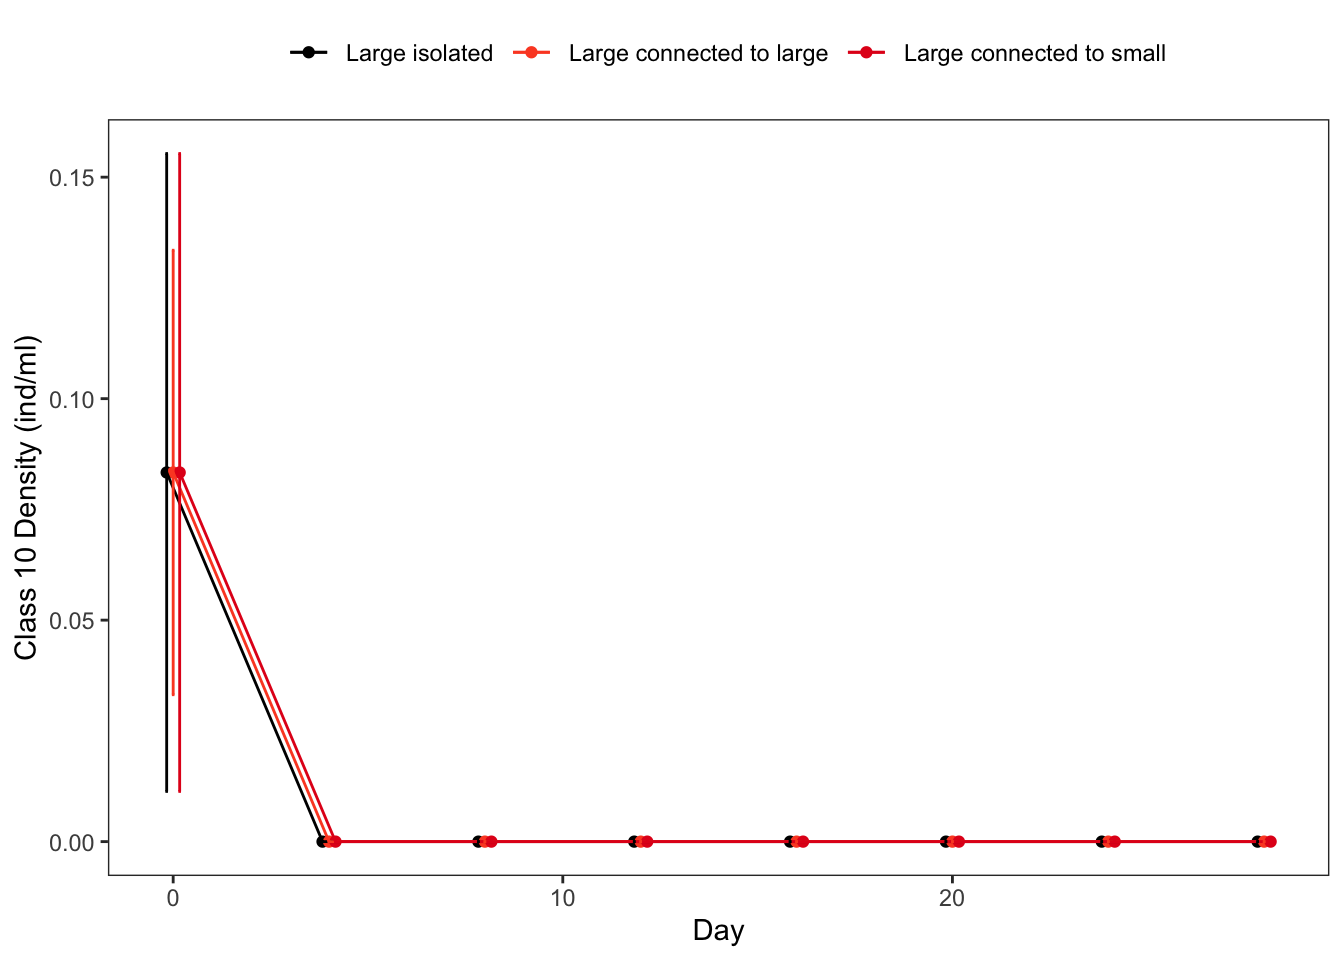 Large isolated Large connected to large Large connected to small
0.15
0.10
0.05
0.00
Class 10 Density (ind/ml)
0 10 20
Day